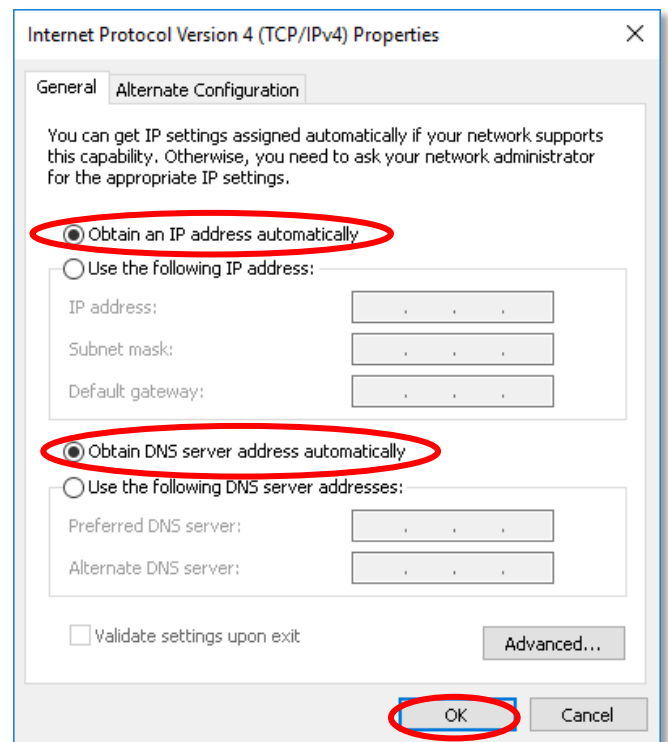 Internet Protocol Version 4 (TCP/IPv4) Properties
General
Alternate Configuration
You can get IP settings assigned automatically if your network supports
this capability. Otherwise, you need to ask your network administrator
for the appropriate IP settings.
Obtain an IP address automatically
Use the following IP address:
IP address:
Subnet mask:
Default gateway:
Obtain DNS server address automatically
Use the following DNS server addresses:
Preferred DNS server:
Alternate DNS server:
Validate settings upon exit
Advanced...
OK
Cancel